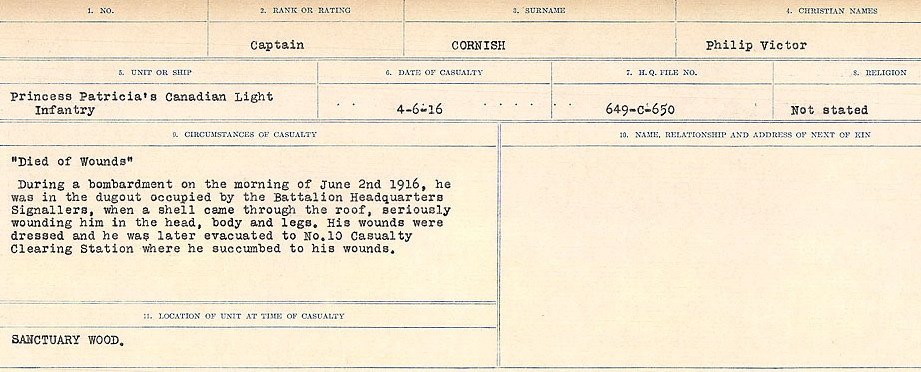 1. NO.
2. RANK OR RATING
3. SURNAME
4. CHRISTIAN NAMES
Captain
CORNISH
Philip Victor
5. UNIT OR SHIP
6. DATE OF CASUALTY
7. H.Q. FILE NO.
8. RELIGION
Princess Patricia's Canadian Light
Infantry
4-6-16
649-C-650
Not stated
9. CIRCUMSTANCES OF CASUALTY
10. NAME, RELATIONSHIP AND ADDRESS OF NEXT OF KIN
"Died of Wounds"
During a bombardment on the morning of June 2nd 1916, he
was in the dugout occupied by the Battalion Headquarters
Signallers, when a shell came through the roof, seriously
wounding him in the head, body and legs. His wounds were
dressed and he was later evacuated to No.10 Casualty
Clearing Station where he succumbed to his wounds.
11. LOCATION OF UNIT AT TIME OF CASUALTY
SANCTUARY WOOD.